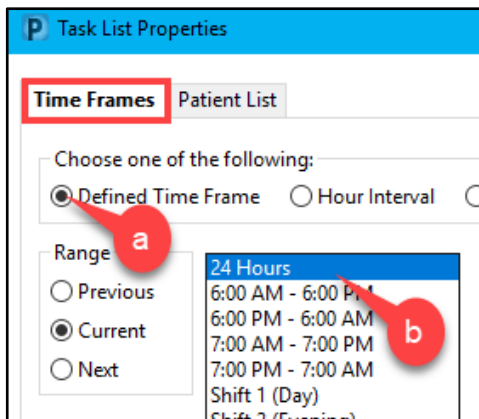 P Task List Properties
Time Frames Patient List
Choose one of the following:
Defined Time Frame Hour Interval
a
Range
Previous
Current
Next
24 Hours
6:00 AM - 6:00 PM
6:00 PM - 6:00 AM
7:00 AM - 7:00 PM
7:00 PM - 7:00 AM
Shift 1 (Day)
b